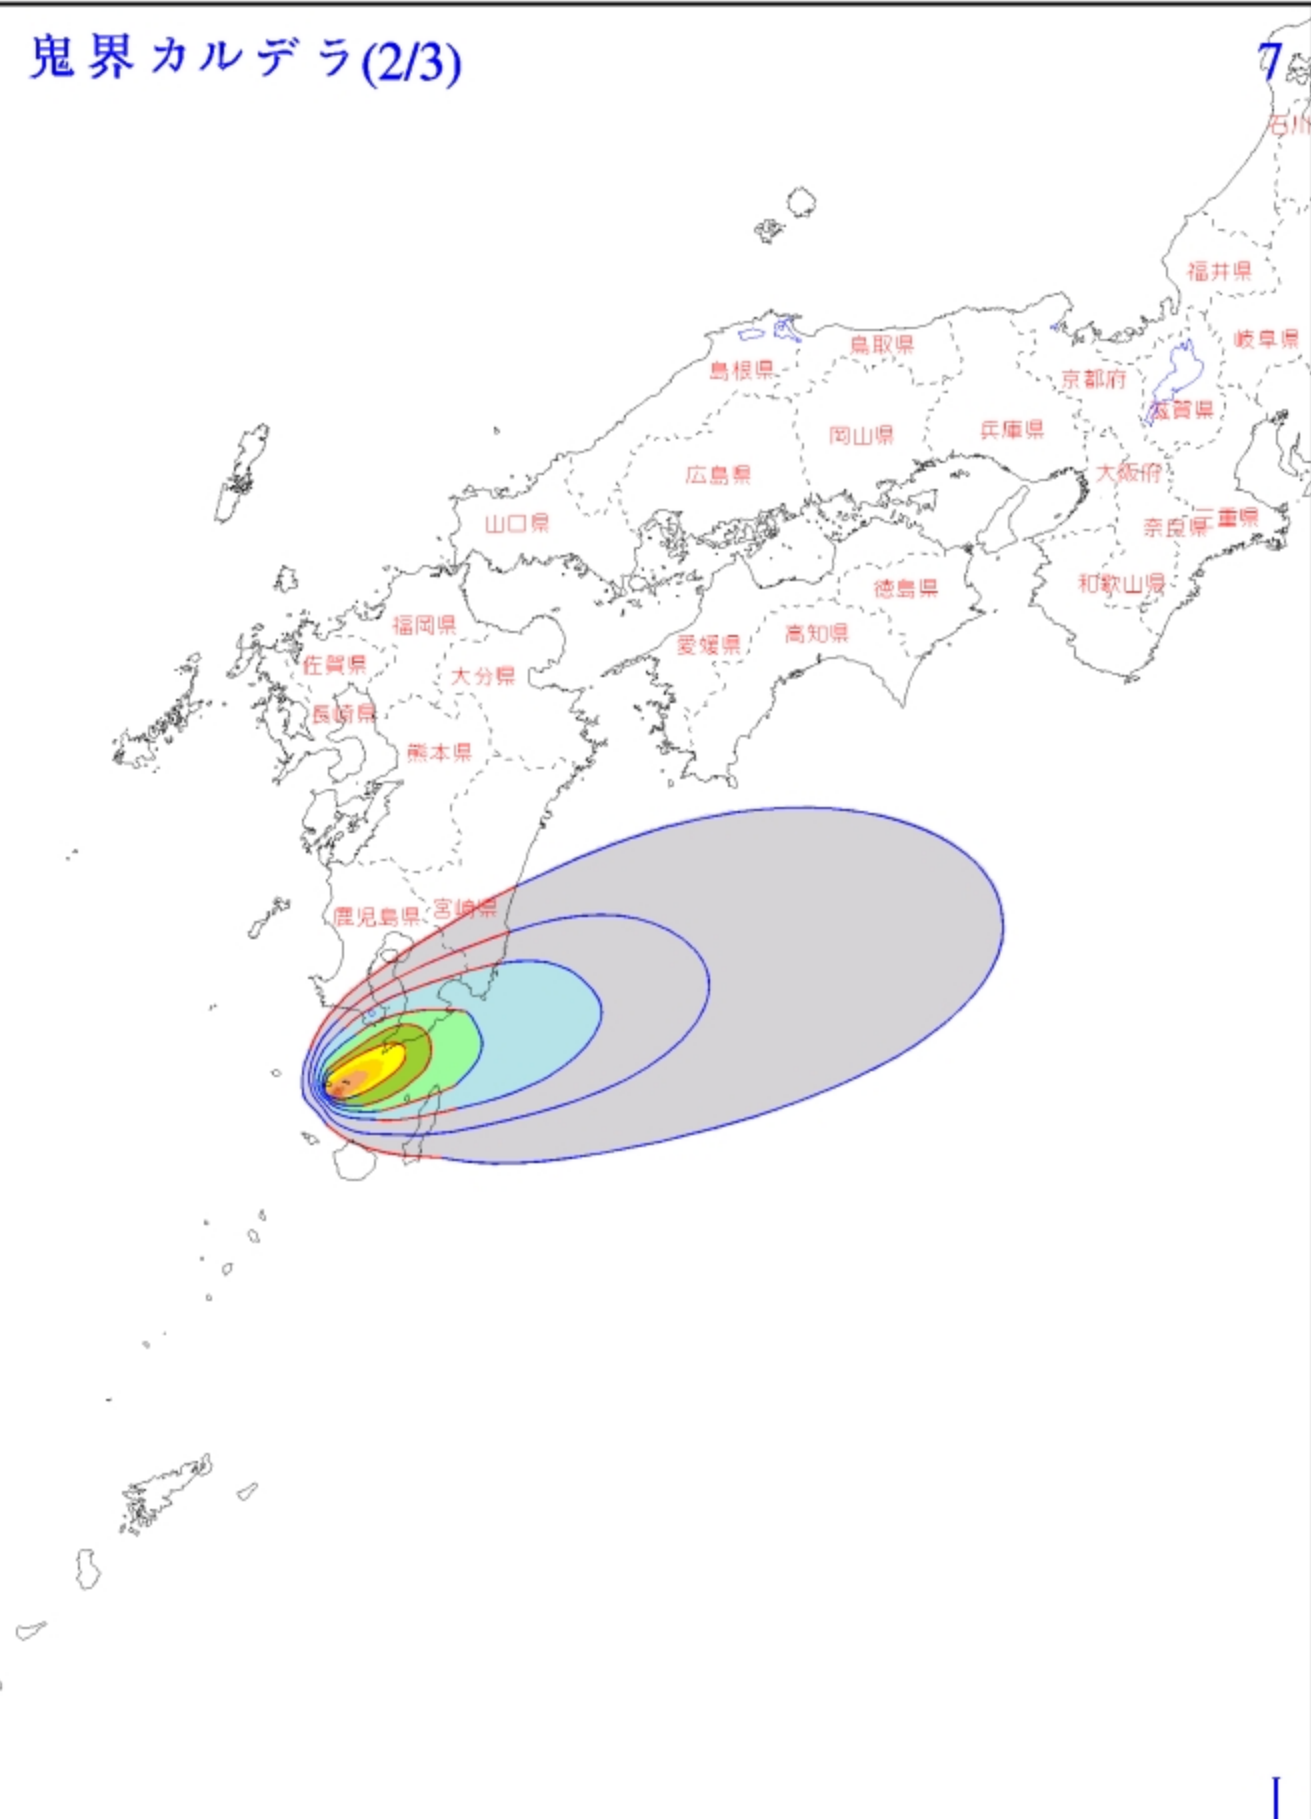 鬼界カルデラ(2/3)
7
石川
福井県
岐阜県
鳥取県
島根県
京都府
滋賀県
岡山県
兵庫県
広島県
大阪府
山口県
三重県
奈良県
和歌山県
徳島県
福岡県
高知県
愛媛県
佐賀県
大分県
長崎県
熊本県
宮崎県
鹿児島県